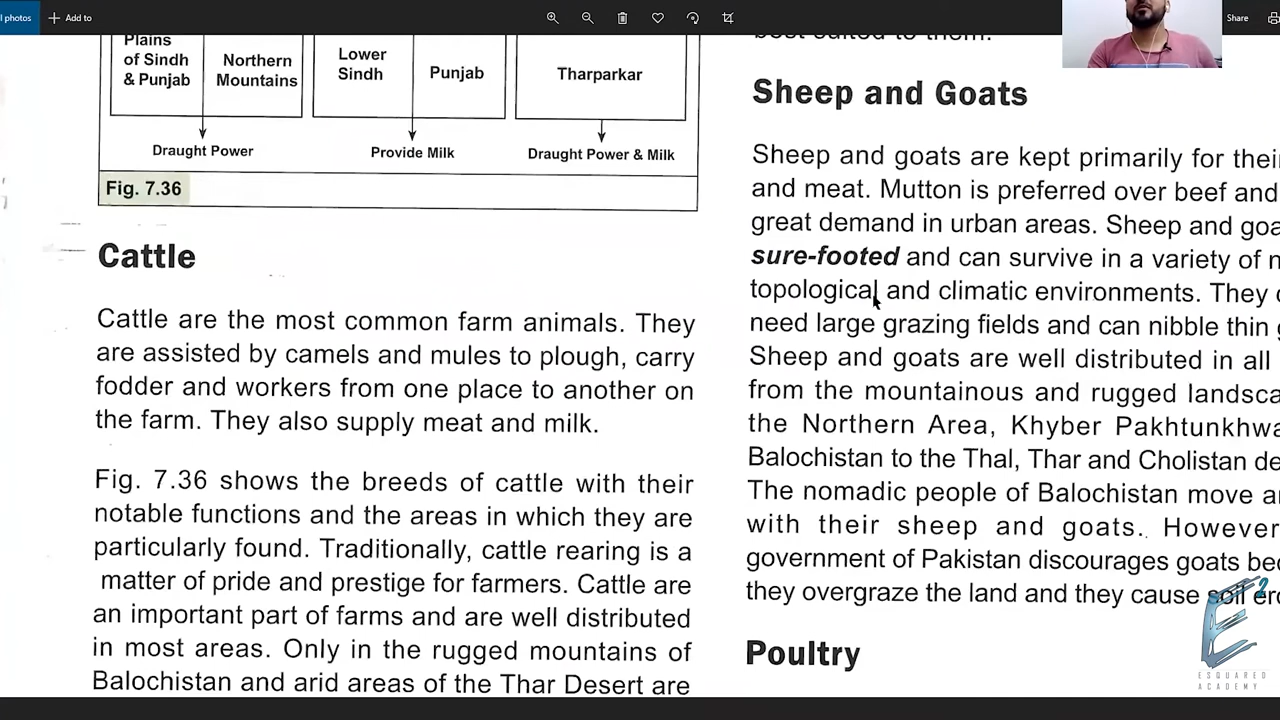 l photos
Add to
Share
Plains
of Sindh
& Punjab
Northern
Mountains
Lower
Sindh
Punjab
Tharparkar
Draught Power
Provide Milk
Draught Power & Milk
Fig. 7.36
Cattle
Cattle are the most common farm animals. They
are assisted by camels and mules to plough, carry
fodder and workers from one place to another on
the farm. They also supply meat and milk.
Fig. 7.36 shows the breeds of cattle with their
notable functions and the areas in which they are
particularly found. Traditionally, cattle rearing is a
matter of pride and prestige for farmers. Cattle are
an important part of farms and are well distributed
in most areas. Only in the rugged mountains of
Balochistan and arid areas of the Thar Desert are
best suited to them.
Sheep and Goats
Sheep and goats are kept primarily for their
and meat. Mutton is preferred over beef and
great demand in urban areas. Sheep and goa
sure-footed and can survive in a variety of
topological and climatic environments. They
need large grazing fields and can nibble thin
Sheep and goats are well distributed in all
from the mountainous and rugged landsca
the Northern Area, Khyber Pakhtunkhwa
Balochistan to the Thal, Thar and Cholistan de
The nomadic people of Balochistan move
with their sheep and goats. However
government of Pakistan discourages goats bec
they overgraze the land and they cause soil ero
Poultry
E2
ESQUARED
ACADEMY